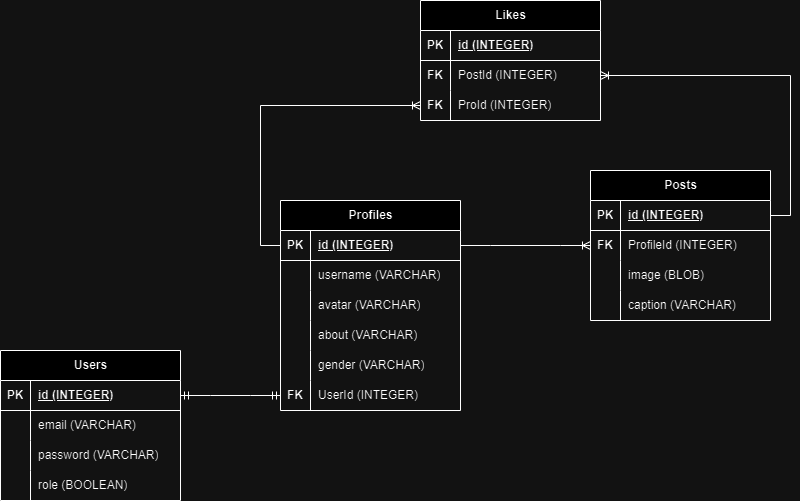 Likes
PK id (INTEGER)
FK PostId (INTEGER)
FK ProId (INTEGER)
Posts
PK id (INTEGER)
FK ProfileId (INTEGER)
image (BLOB)
caption (VARCHAR)
Profiles
PK id (INTEGER)
username (VARCHAR)
avatar (VARCHAR)
about (VARCHAR)
gender (VARCHAR)
FK UserId (INTEGER)
Users
PK id (INTEGER)
email (VARCHAR)
password (VARCHAR)
role (BOOLEAN)